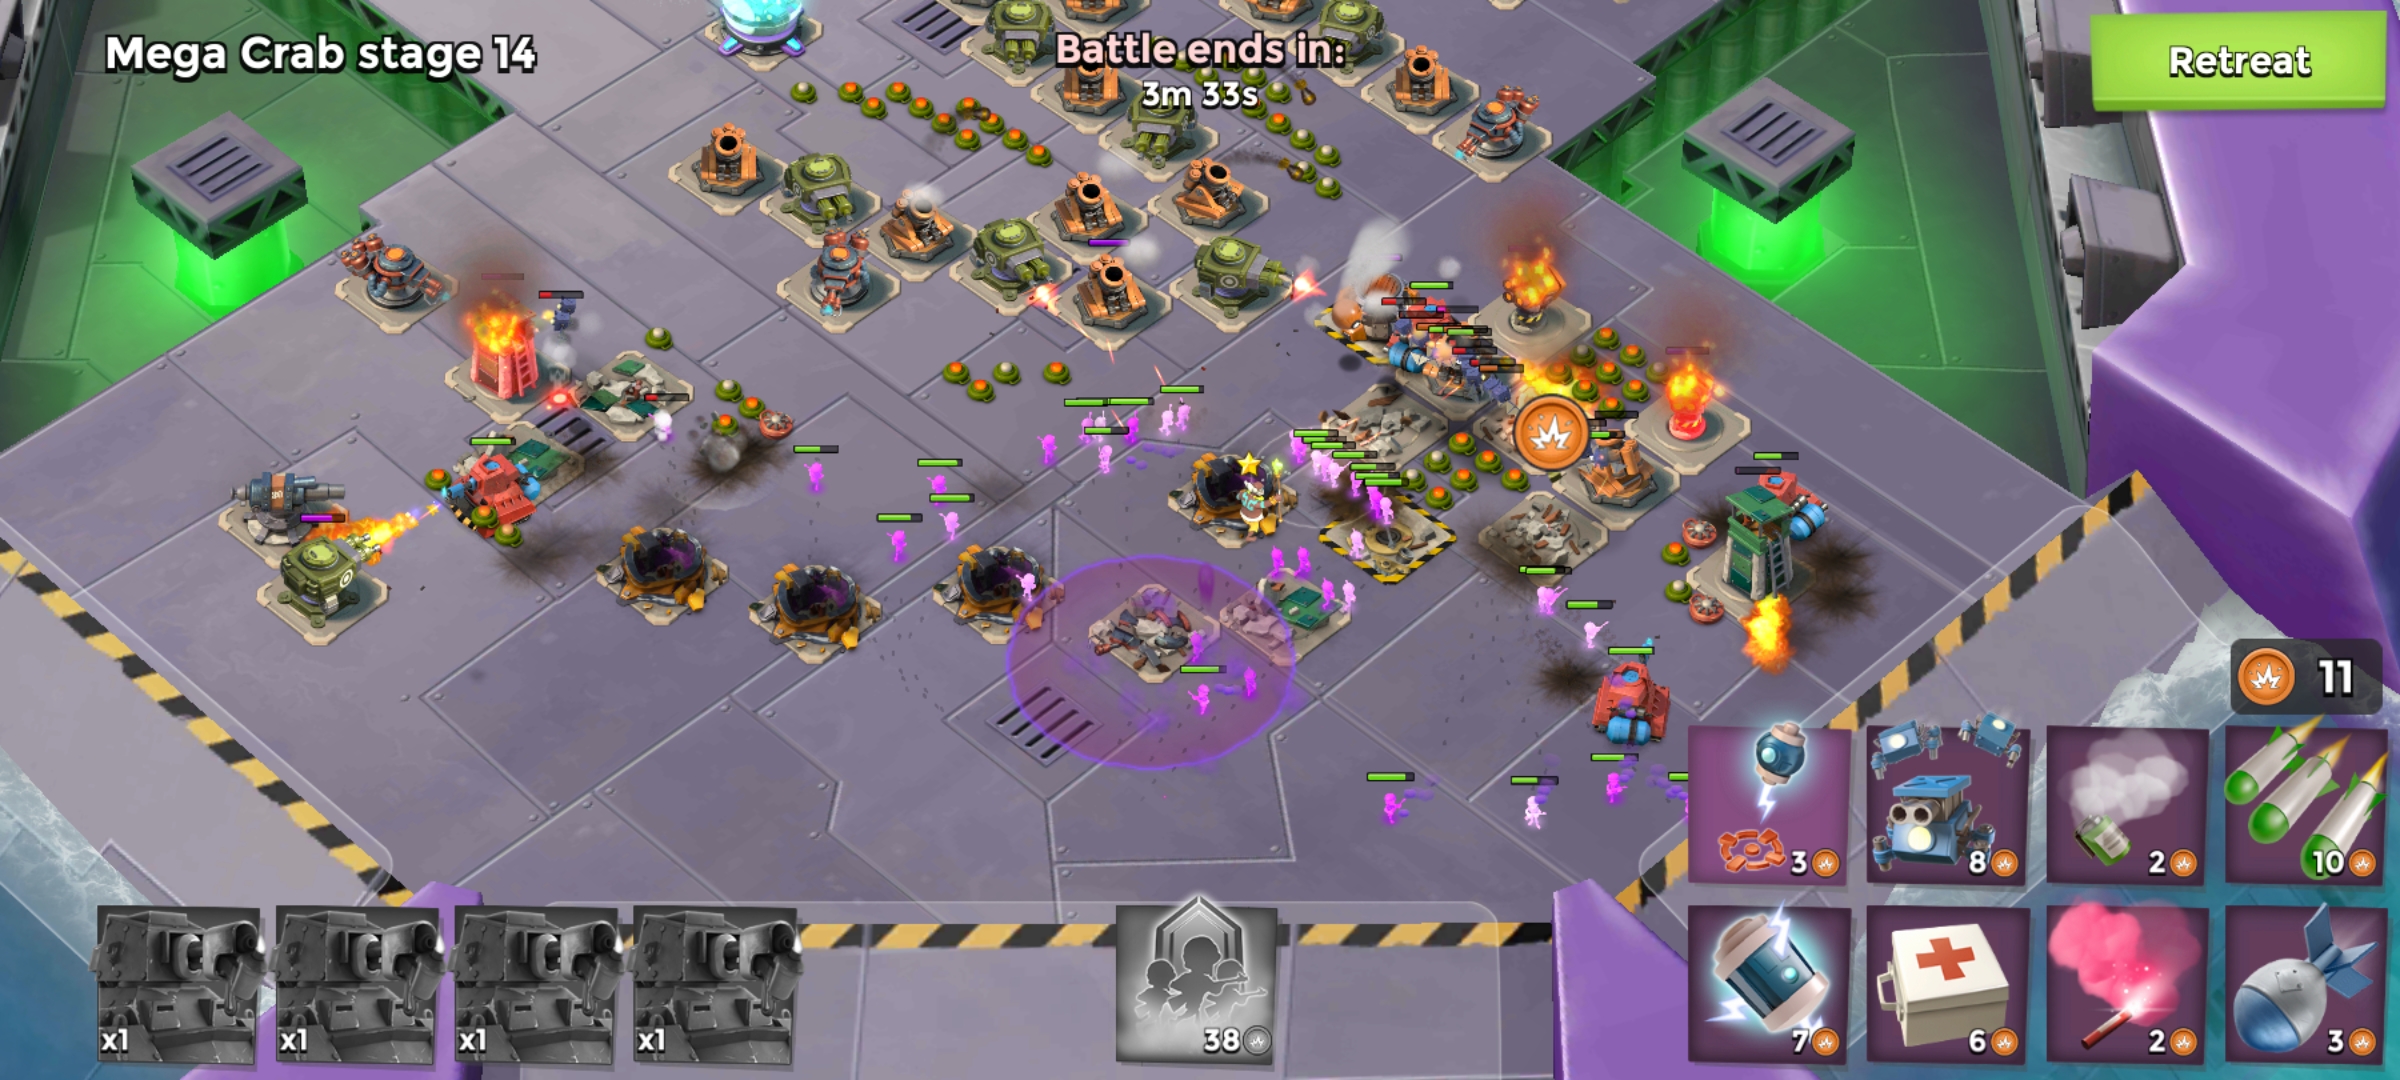 Mega Crab stage 14
Battle ends in:
3m 33s
Retreat
11
3
8
2
10
7
6
2
3
x1
x1
x1
x1
38